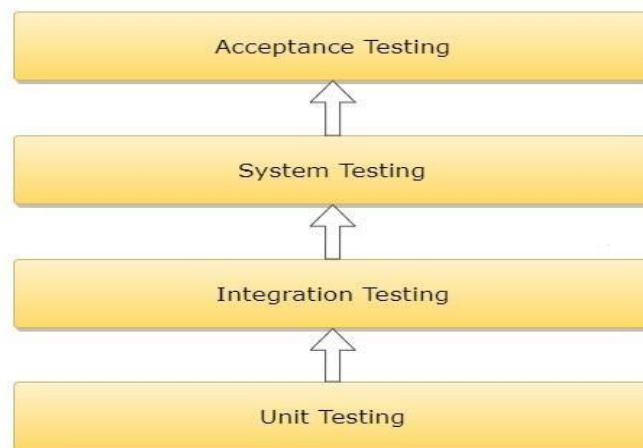 Acceptance Testing
System Testing
Integration Testing
Unit Testing